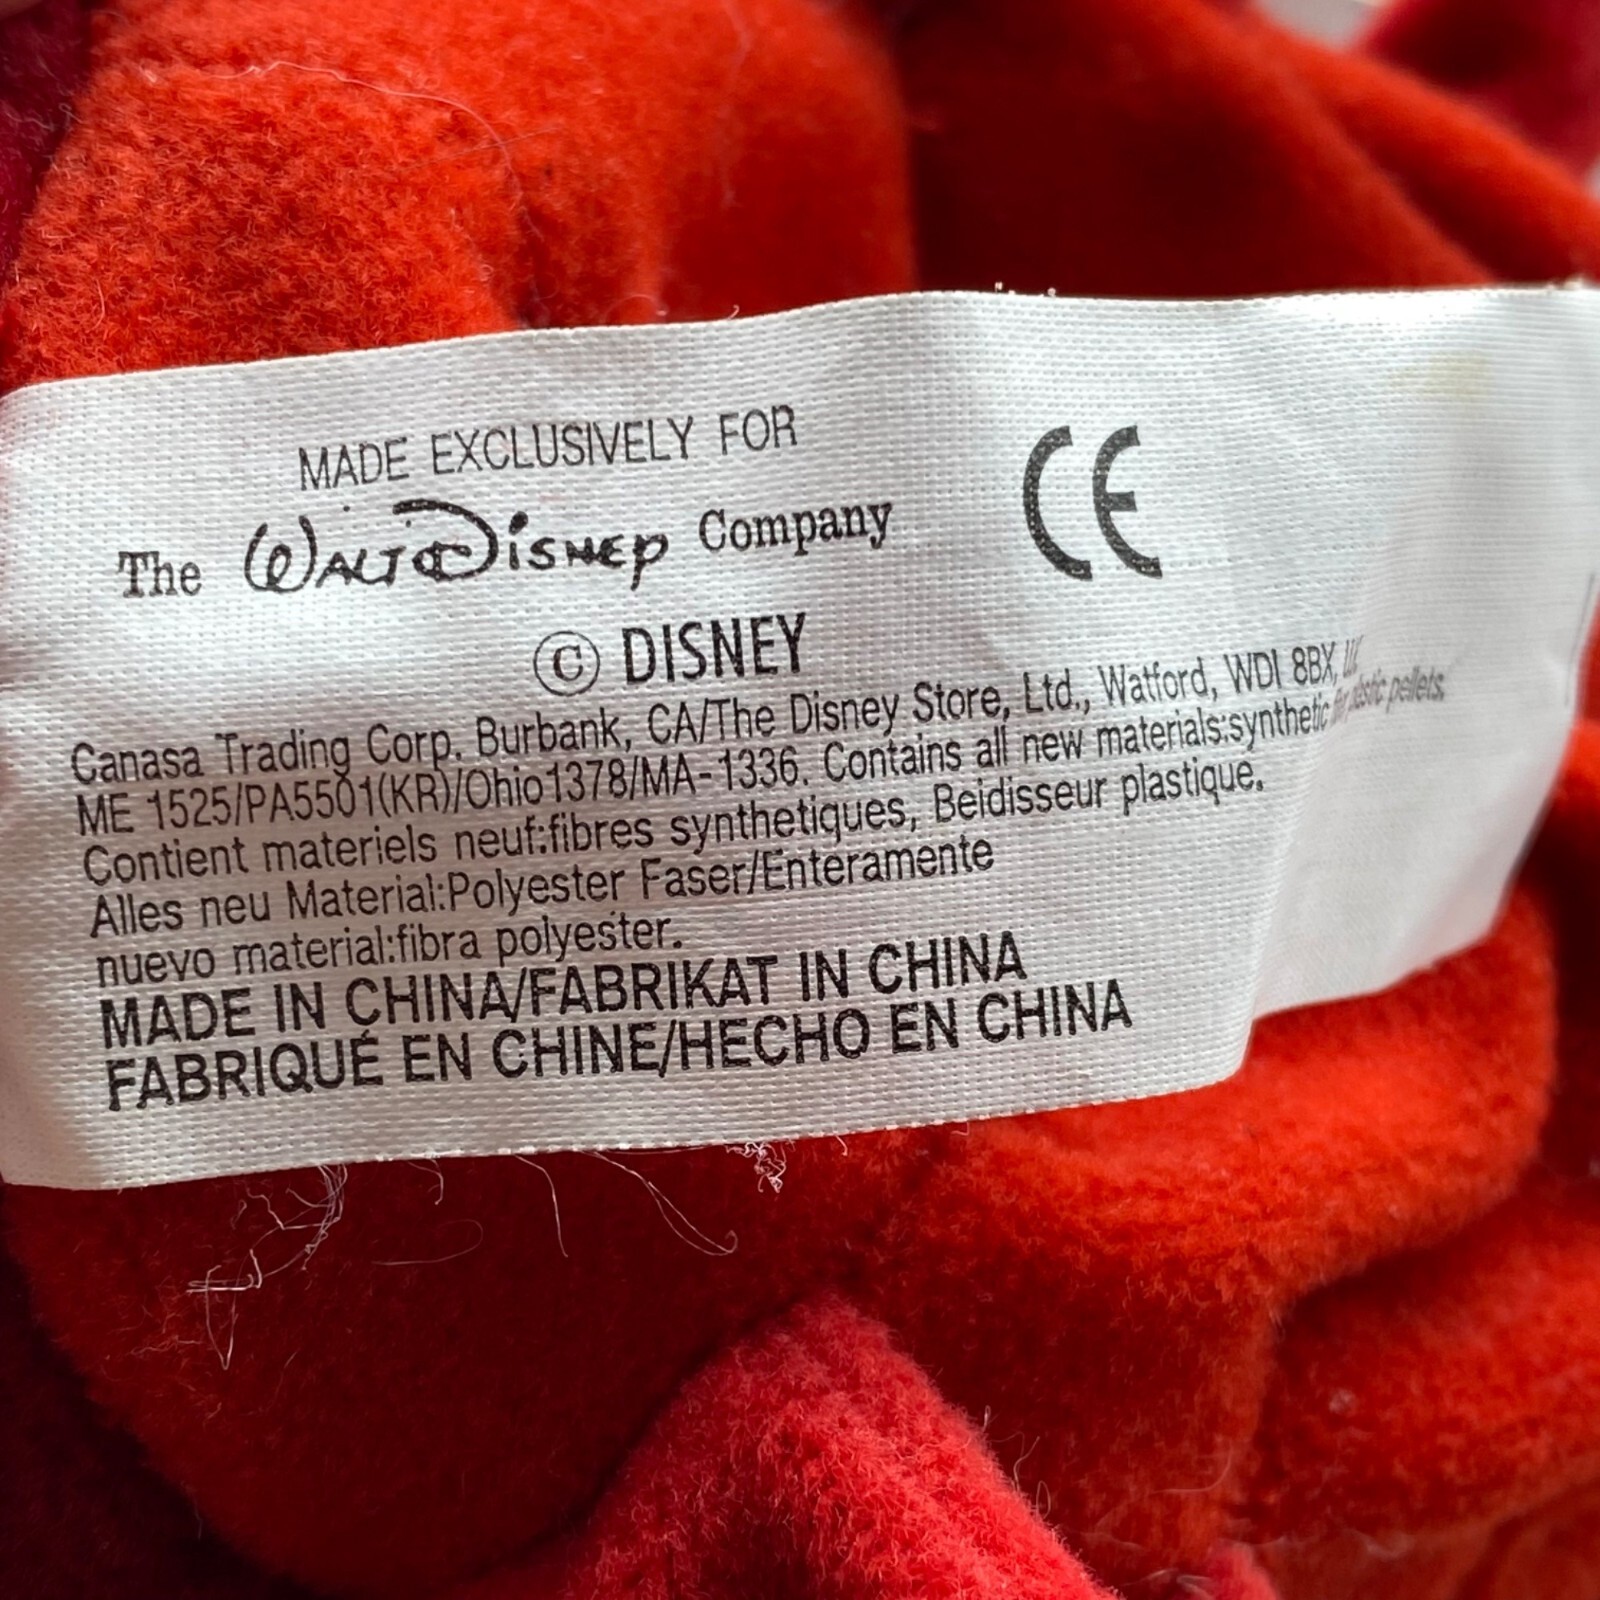 MADE EXCLUSIVELY FOR
The Walt Disney Company
CE
© DISNEY
Canasa Trading Corp. Burbank, CA/The Disney Store, Ltd., Watford, WDI 8BX,
ME 1525/PA5501(KR)/Ohio1378/MA-1336. Contains all new materials:synthetic plastic pellets.
Contient materiels neuf:fibres synthetiques, Beidisseur plastique.
Alles neu Material:Polyester Faser/Enteramente
nuevo material:fibra polyester.
MADE IN CHINA/FABRIKAT IN CHINA
FABRIQUÉ EN CHINE/HECHO EN CHINA